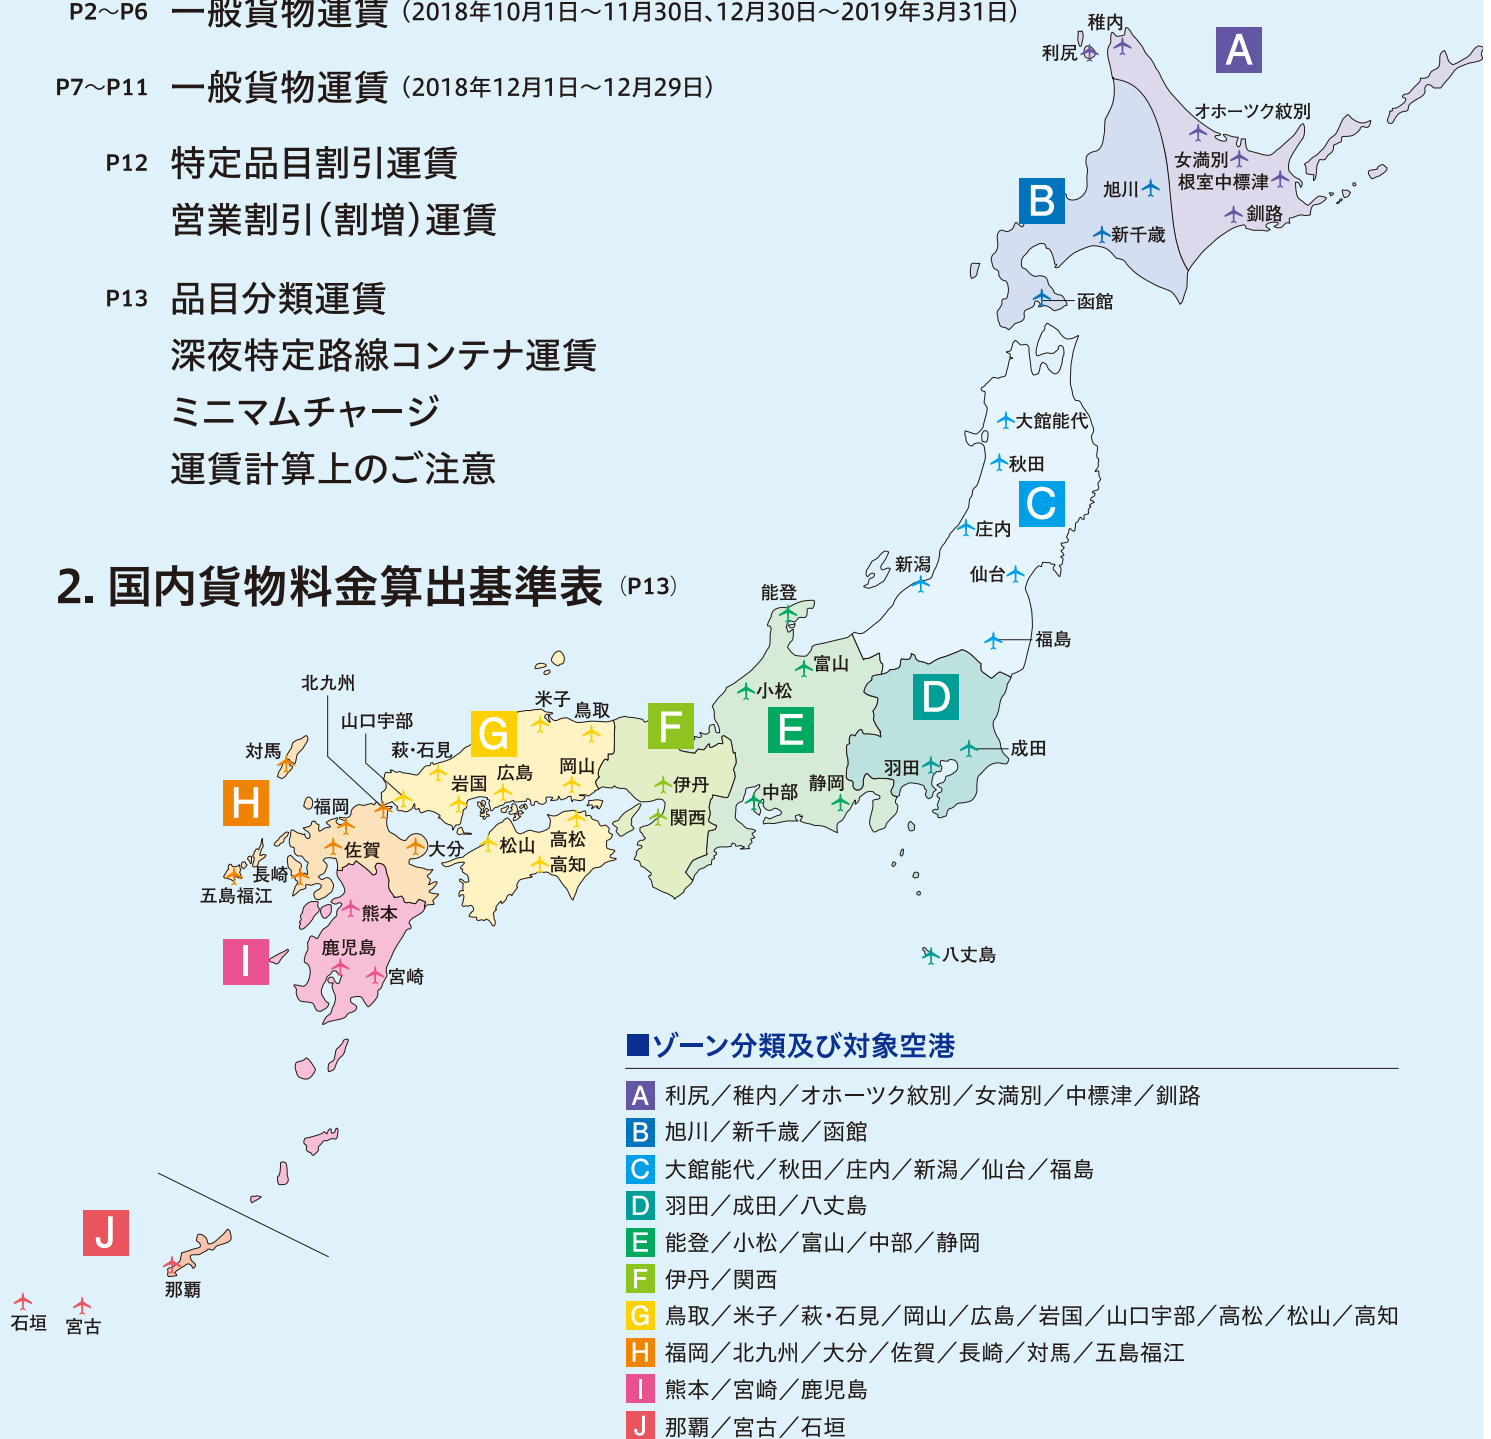 P2〜P6 一般貨物運賃（2018年10月1日〜11月30日、12月30日〜2019年3月31日）
P7〜P11 一般貨物運賃（2018年12月1日〜12月29日）
P12 特定品目割引運賃
営業割引（割増）運賃
P13 品目分類運賃
深夜特定路線コンテナ運賃
ミニマムチャージ
運賃計算上のご注意
2. 国内貨物料金算出基準表（P13）
稚内
利尻
A
オホーツク紋別
女満別
根室中標津
釧路
B
旭川
新千歳
函館
大館能代
秋田
C
庄内
新潟
仙台
福島
能登
富山
小松
E
中部
静岡
D
成田
羽田
八丈島
F
伊丹
関西
北九州
山口宇部
萩・石見
G
米子
鳥取
岩国
広島
岡山
松山
高松
高知
対馬
H
福岡
佐賀
大分
長崎
五島福江
熊本
I
鹿児島
宮崎
J
那覇
石垣
宮古
■ゾーン分類及び対象空港
A 利尻／稚内／オホーツク紋別／女満別／中標津／釧路
B 旭川／新千歳／函館
C 大館能代／秋田／庄内／新潟／仙台／福島
D 羽田／成田／八丈島
E 能登／小松／富山／中部／静岡
F 伊丹／関西
G 鳥取／米子／萩・石見／岡山／広島／岩国／山口宇部／高松／松山／高知
H 福岡／北九州／大分／佐賀／長崎／対馬／五島福江
I 熊本／宮崎／鹿児島
J 那覇／宮古／石垣